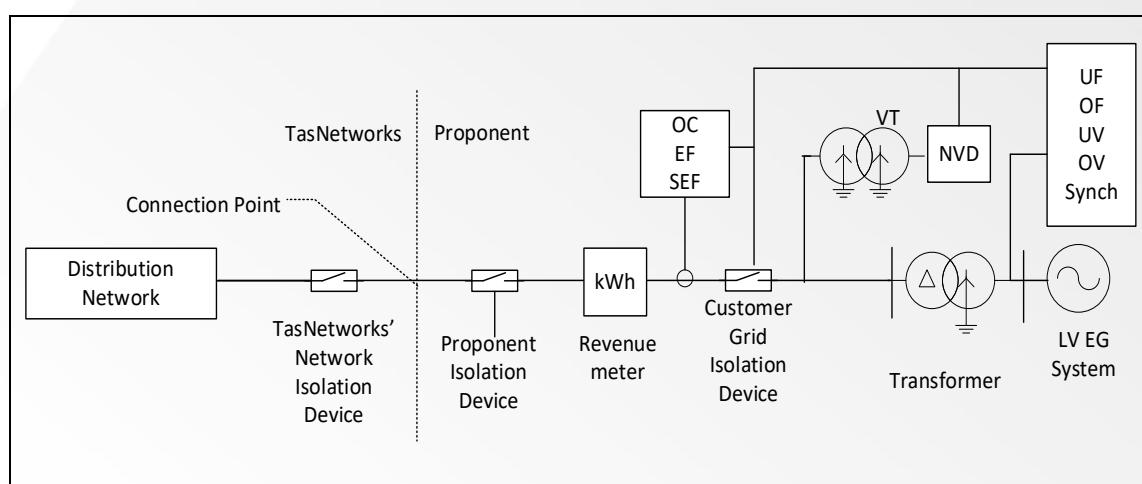 TasNetworks
Proponent
Connection Point
Distribution
Network
TasNetworks’
Network
Isolation
Device
Proponent
Isolation
Device
kWh
Revenue
meter
OC
EF
SEF
Customer
Grid
Isolation
Device
VT
NVD
UF
OF
UV
OV
Synch
Δ
Transformer
LV EG
System